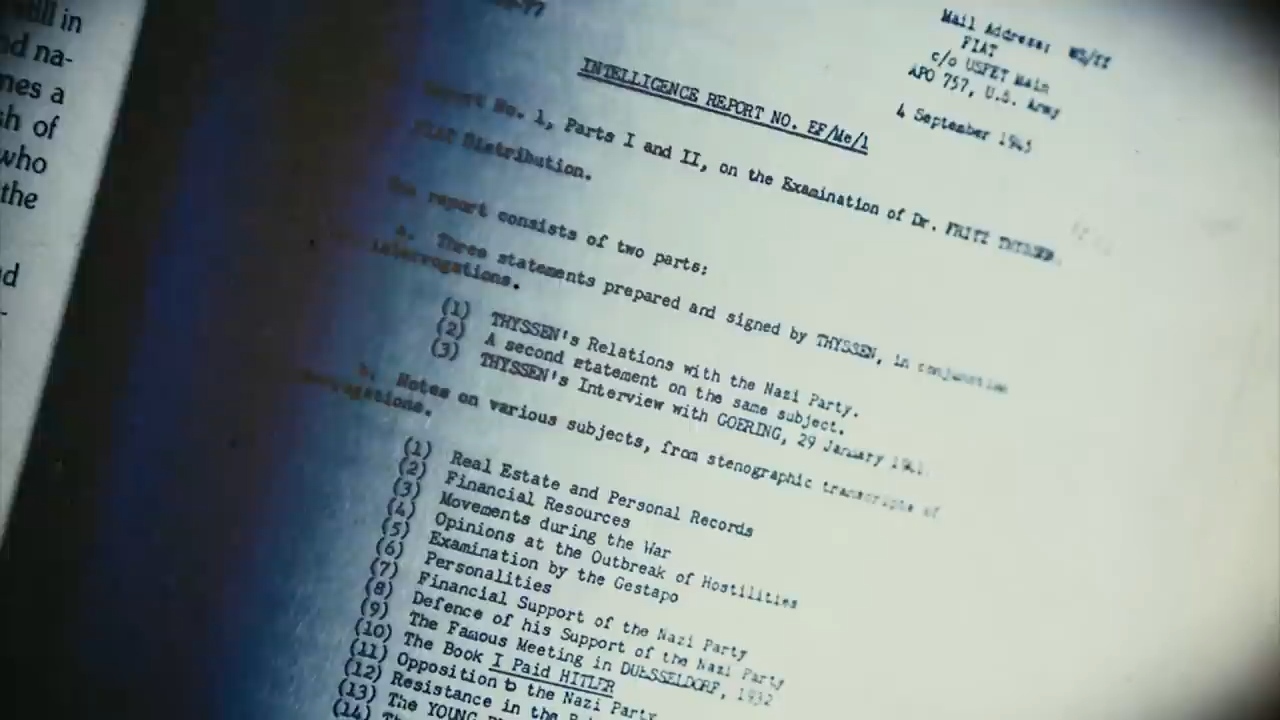 ill in
d na-
nes a
sh of
who
the
d
-
-77
Mail Address:
FIAT
c/o USFET Main
APO 757, U.S. Army
4 September 1945
INTELLIGENCE REPORT NO. EF/Me/1
Report No. 1, Parts I and II, on the Examination of Dr. FRITZ THYSSEN.
FIAT Distribution.
The report consists of two parts:
a. Three statements prepared and signed by THYSSEN, in conjunction
interrogations.
(1) THYSSEN's Relations with the Nazi Party.
(2) A second statement on the same subject.
(3) THYSSEN's Interview with GOERING, 29 January 1941.
b. Notes on various subjects, from stenographic transcripts of
interrogations.
(1) Real Estate and Personal Records
(2) Financial Resources
(3) Movements during the War
(4) Opinions at the Outbreak of Hostilities
(5) Examination by the Gestapo
(6) Personalities
(7) Financial Support of the Nazi Party
(8) Defence of his Support of the Nazi Party
(9) The Famous Meeting in DUESSELDORF, 1932
(10) The Book I Paid HITLER
(11) Opposition to the Nazi Party
(12) Resistance in the
(13) The YOUNG
(14)